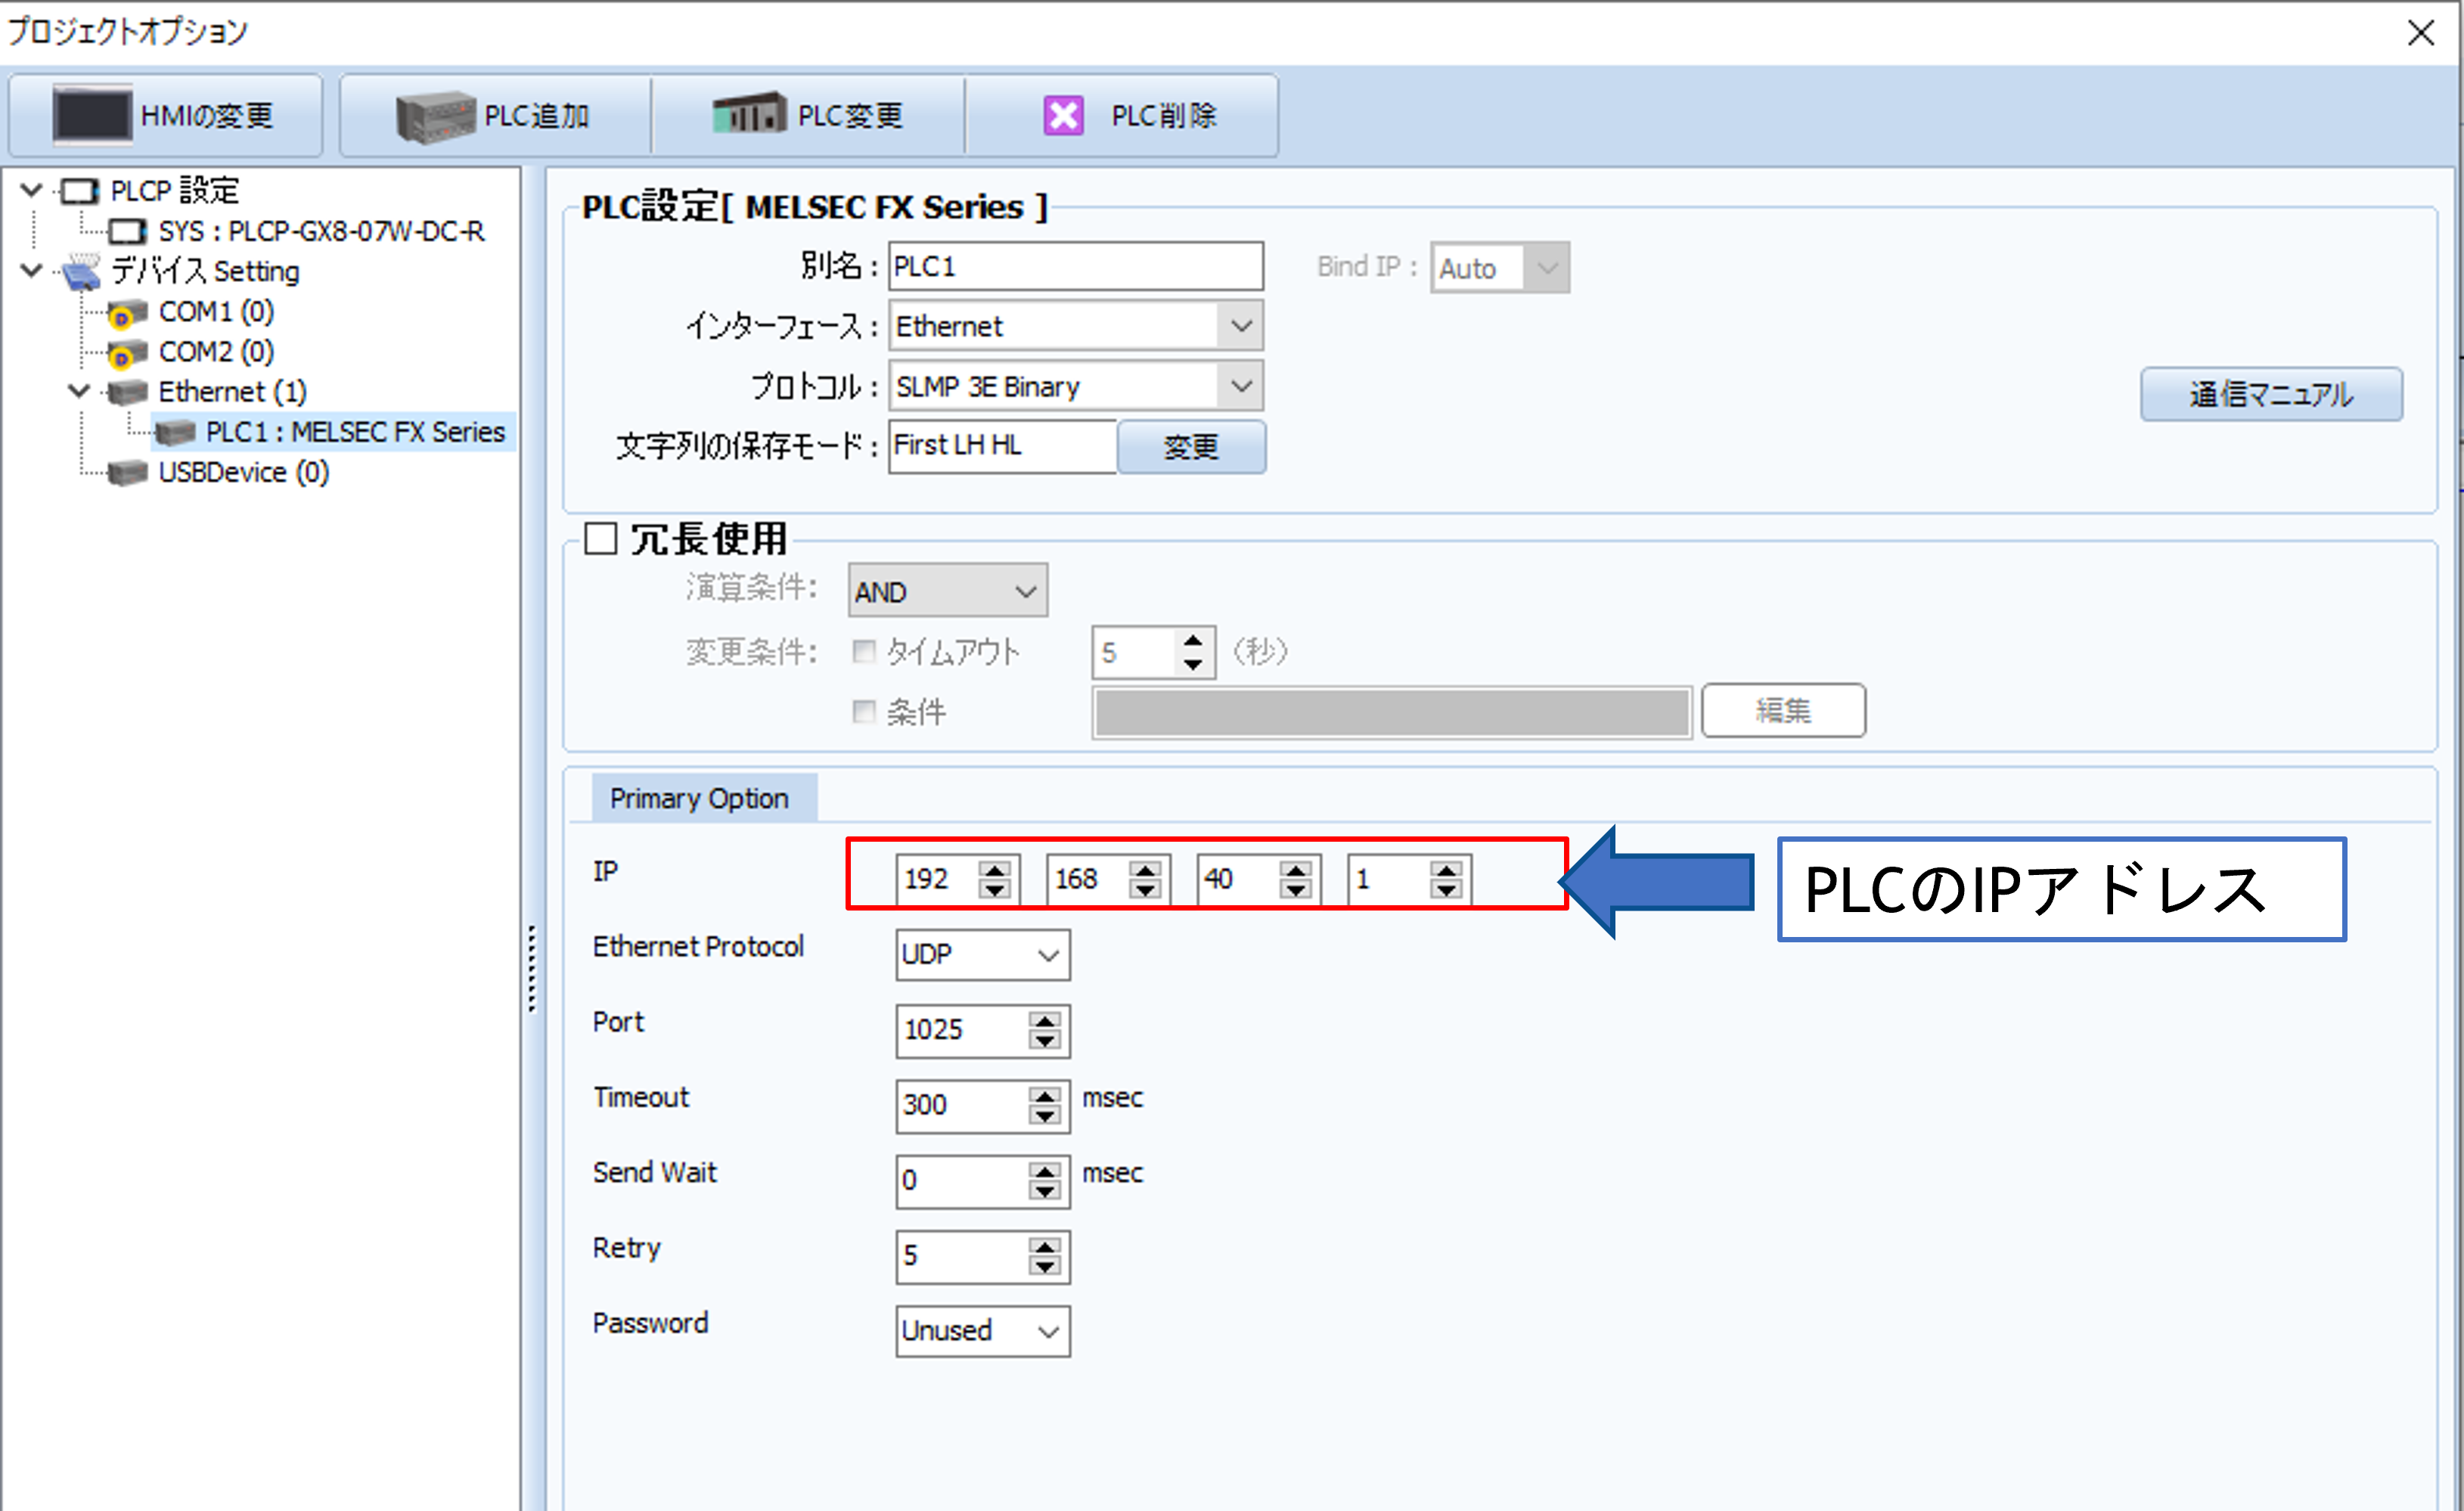 プロジェクトオプション
HMIの変更 PLC追加 PLC変更 PLC削除
PLCP 設定
SYS : PLCP-GX8-07W-DC-R
デバイス Setting
COM1 (0)
COM2 (0)
Ethernet (1)
PLC1 : MELSEC FX Series
USBDevice (0)
PLC設定[ MELSEC FX Series ]
別名 : PLC1 Bind IP : Auto
インターフェース : Ethernet
プロトコル : SLMP 3E Binary
通信マニュアル
文字列の保存モード : First LH HL 変更
冗長使用
演算条件: AND
変更条件: タイムアウト 5 (秒)
条件 編集
Primary Option
IP 192 168 40 1
PLCのIPアドレス
Ethernet Protocol UDP
Port 1025
Timeout 300 msec
Send Wait 0 msec
Retry 5
Password Unused